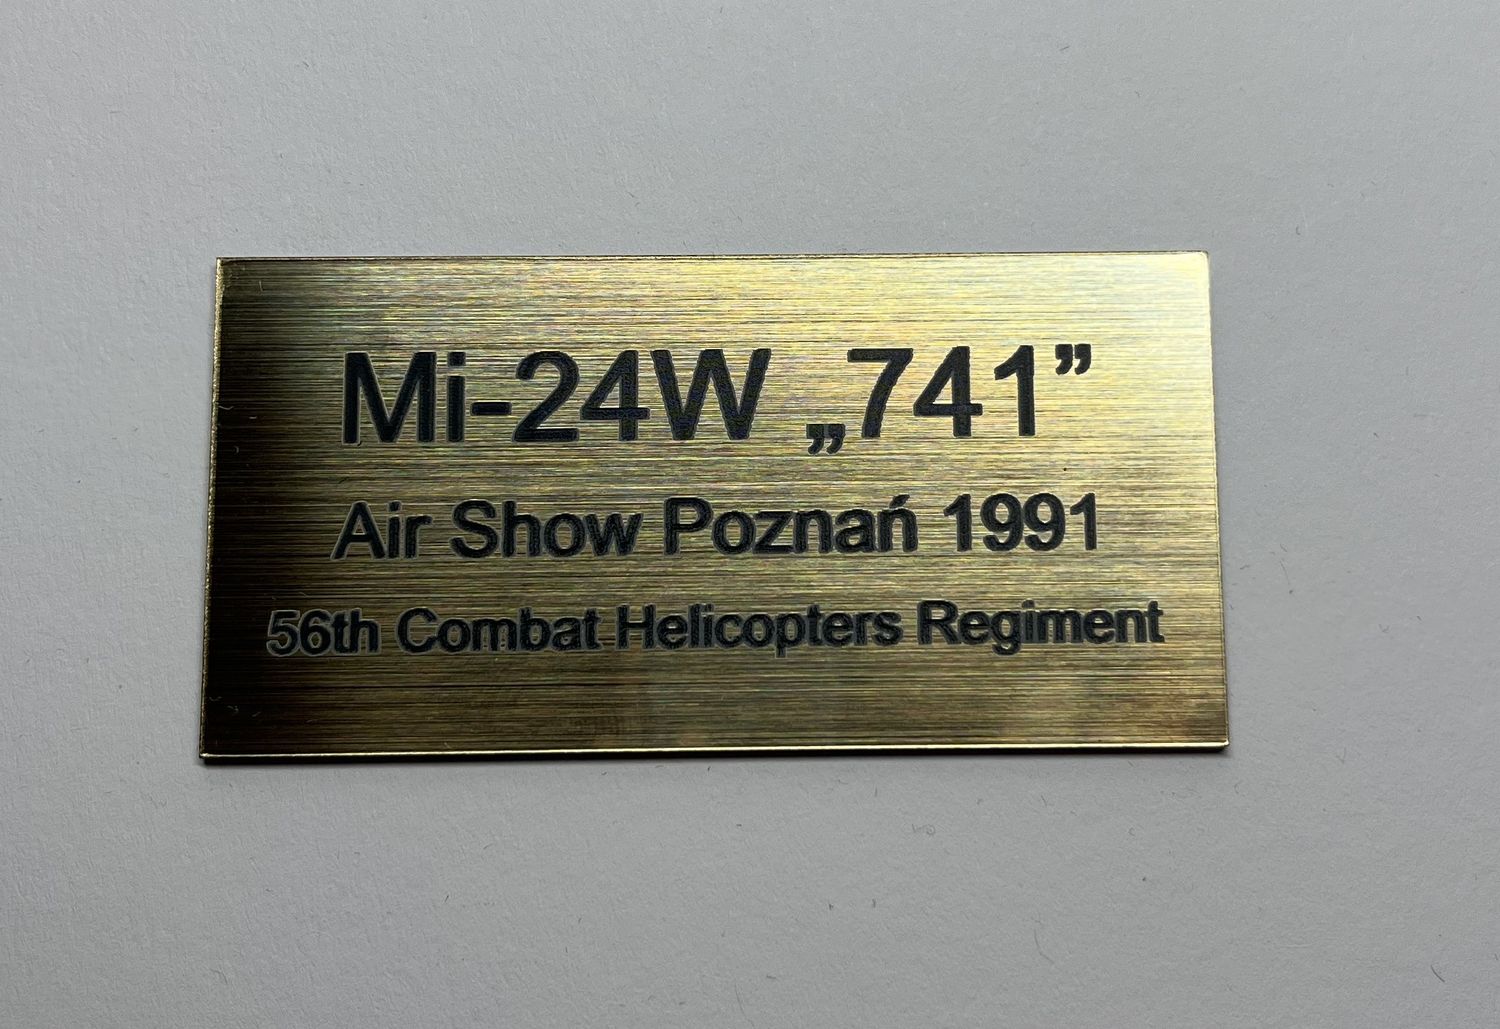 Mi-24W „741”
Air Show Poznań 1991
56th Combat Helicopters Regiment